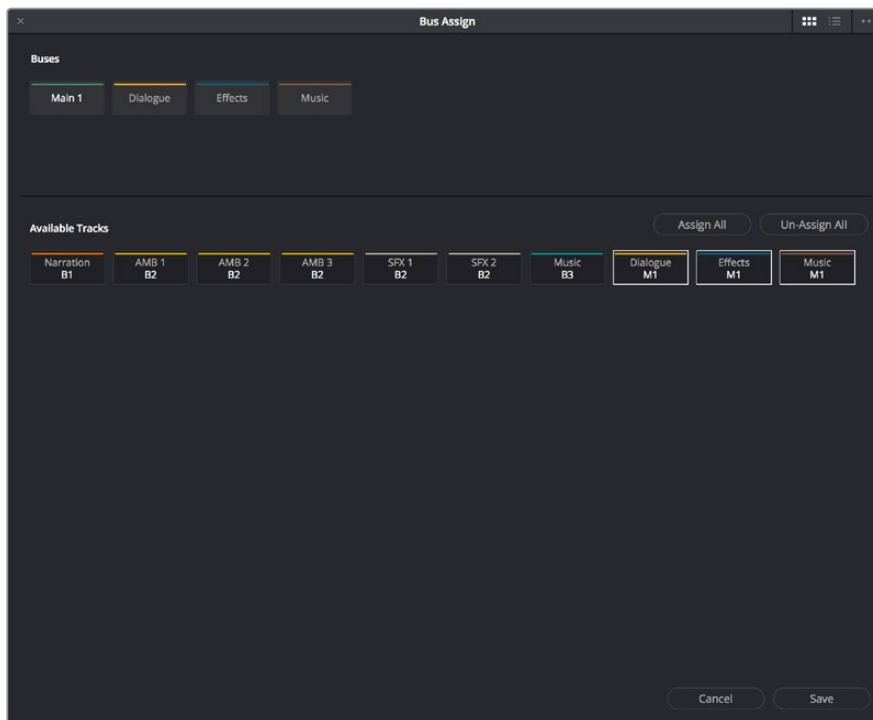 Bus Assign
Buses
Main 1 Dialogue Effects Music
Available Tracks Assign All Un-Assign All
Narration AMB 1 AMB 2 AMB 3 SFX 1 SFX 2 Music Dialogue Effects Music
B1 B2 B2 B2 B2 B2 B3 M1 M1 M1
Cancel Save